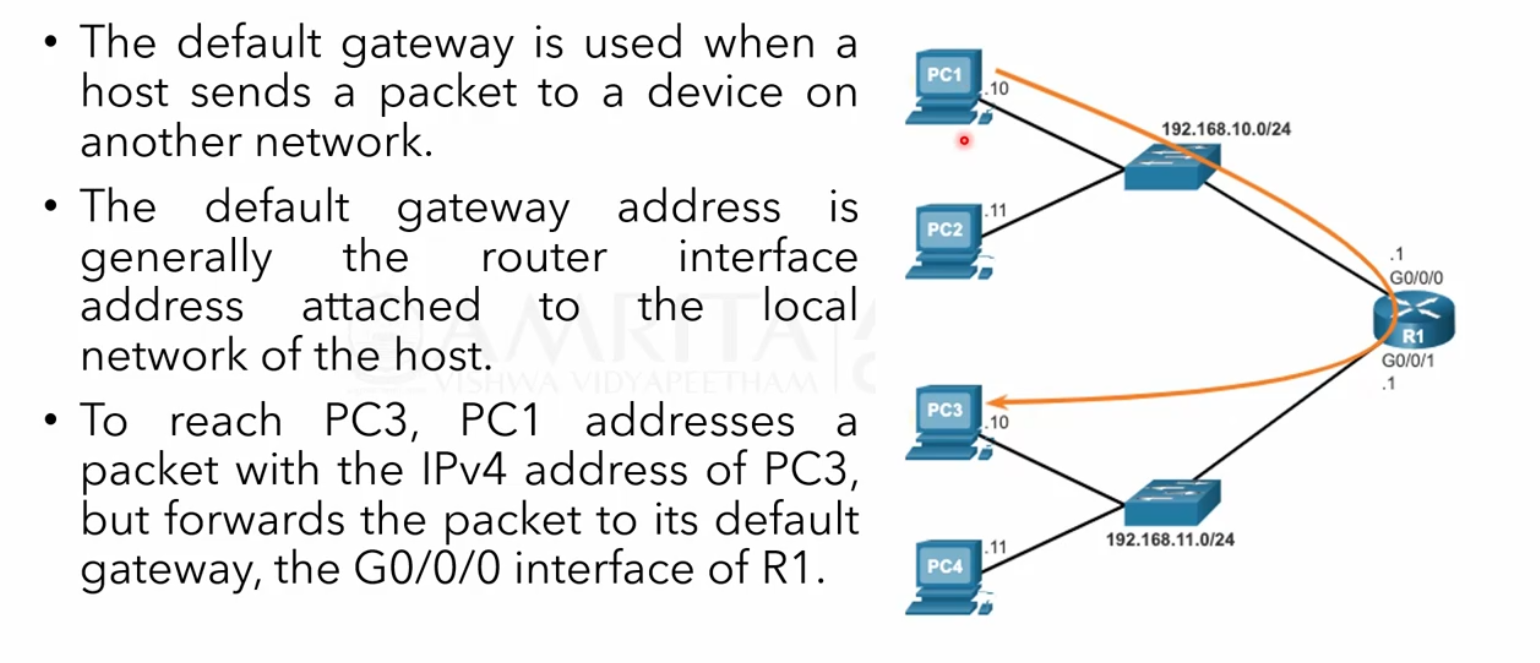 • The default gateway is used when a
host sends a packet to a device on
another network.
• The default gateway address is
generally the router interface
address attached to the local
network of the host.
• To reach PC3, PC1 addresses a
packet with the IPv4 address of PC3,
but forwards the packet to its default
gateway, the G0/0/0 interface of R1.
AMRITA
VISHWA VIDYAPEETHAM
PC1
.10
192.168.10.0/24
PC2
.11
.1
G0/0/0
R1
G0/0/1
.1
PC3
.10
192.168.11.0/24
PC4
.11